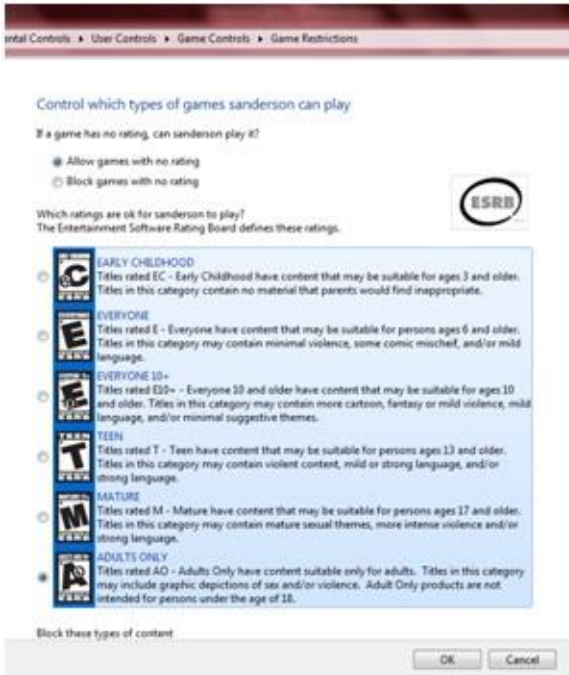 ental Controls ▸ User Controls ▸ Game Controls ▸ Game Restrictions
Control which types of games sanderson can play
If a game has no rating, can sanderson play it?
Allow games with no rating
Block games with no rating
ESRB
Which ratings are ok for sanderson to play?
The Entertainment Software Rating Board defines these ratings.
EARLY CHILDHOOD
Titles rated EC - Early Childhood have content that may be suitable for ages 3 and older.
Titles in this category contain no material that parents would find inappropriate.
EVERYONE
Titles rated E - Everyone have content that may be suitable for persons ages 6 and older.
Titles in this category may contain minimal violence, some comic mischeif, and/or mild
language.
EVERYONE 10+
Titles rated E10+ - Everyone 10 and older have content that may be suitable for ages 10
and older. Titles in this category may contain more cartoon, fantasy or mild violence, mild
language, and/or minimal suggestive themes.
TEEN
Titles rated T - Teen have content that may be suitable for persons ages 13 and older.
Titles in this category may contain violent content, mild or strong language, and/or
strong language.
MATURE
Titles rated M - Mature have content that may be suitable for persons ages 17 and older.
Titles in this category may contain mature sexual themes, more intense violence and/or
strong language.
ADULTS ONLY
Titles rated AO - Adults Only have content suitable only for adults. Titles in this category
may include graphic depictions of sex and/or violence. Adult Only products are not
intended for persons under the age of 18.
Block these types of content
OK Cancel